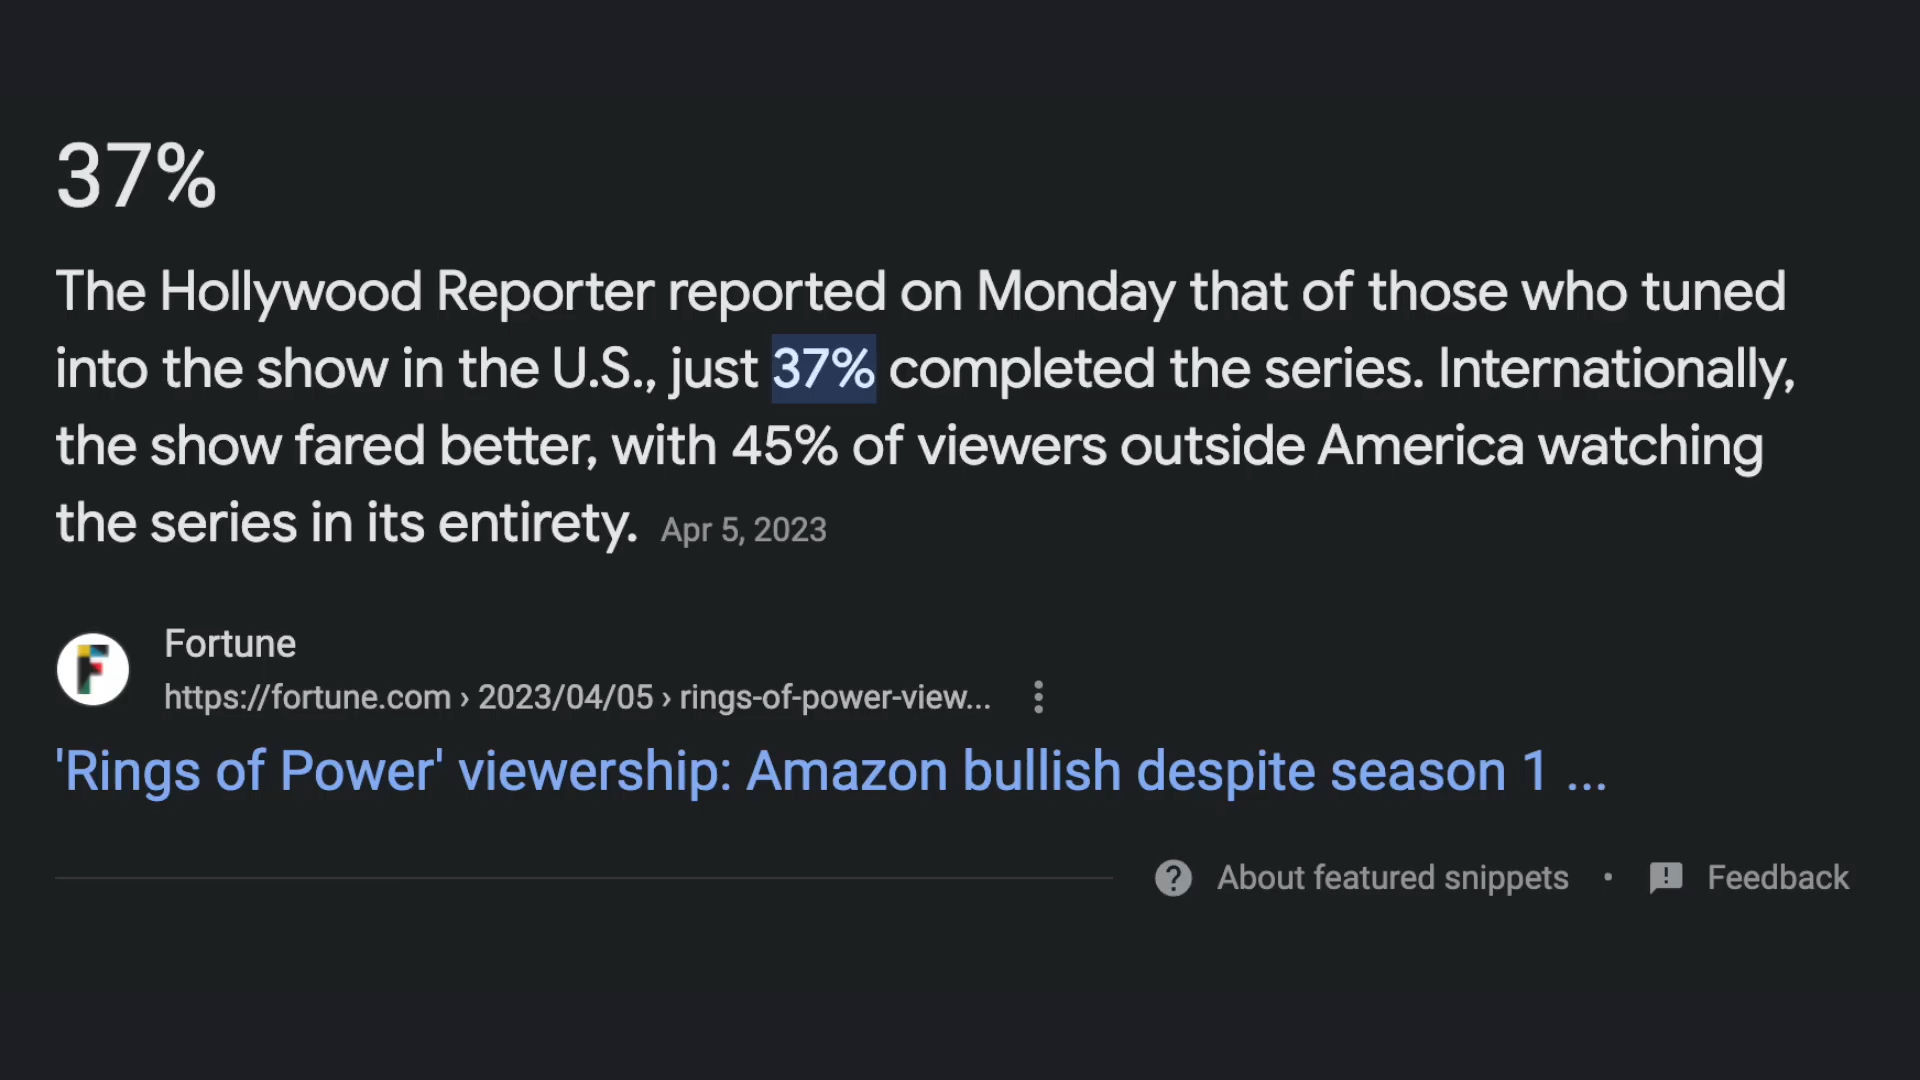 37%
The Hollywood Reporter reported on Monday that of those who tuned
into the show in the U.S., just 37% completed the series. Internationally,
the show fared better, with 45% of viewers outside America watching
the series in its entirety. Apr 5, 2023
F
Fortune
https://fortune.com › 2023/04/05 › rings-of-power-view...
'Rings of Power' viewership: Amazon bullish despite season 1 ...
About featured snippets • Feedback